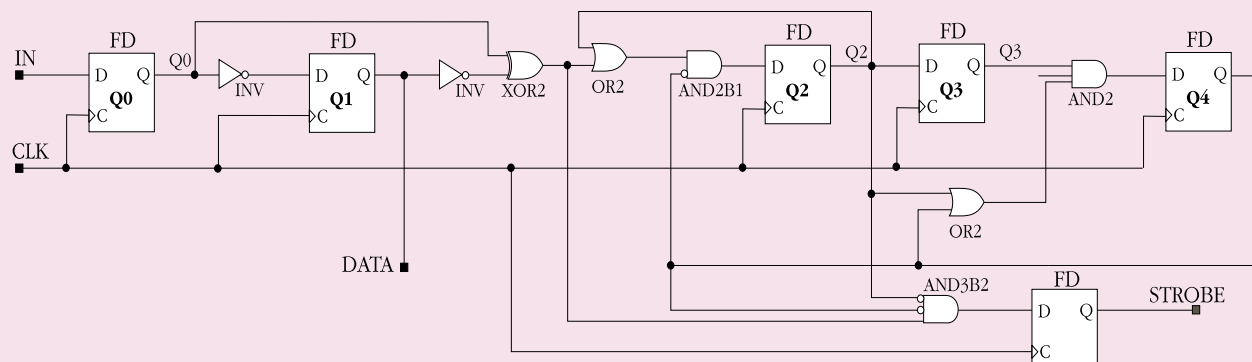 FD FD FD FD FD
IN D Q Q0 D Q D Q Q2 D Q Q3 D Q
Q0 INV Q1 INV XOR2 OR2 AND2B1 Q2 Q3 AND2 Q4
C C C C C
CLK
OR2
DATA
AND3B2 FD STROBE
D Q
C